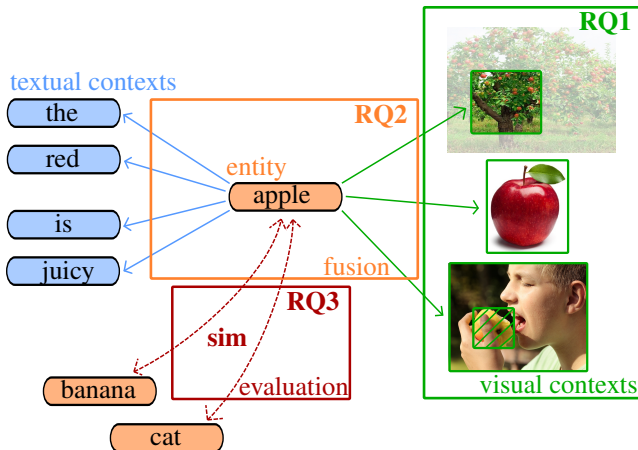 RQ1
textual contexts
the
RQ2
red
entity
apple
is
juicy
fusion
RQ3
sim
banana
evaluation
visual contexts
cat